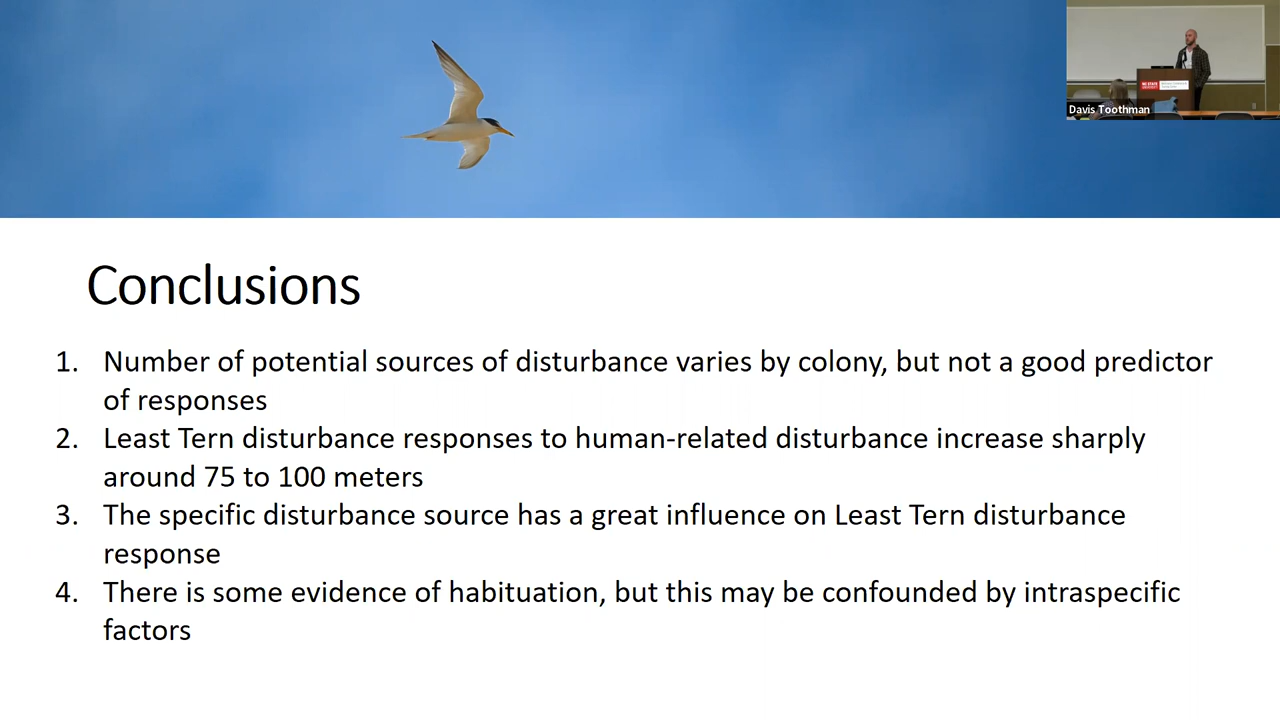 Davis Toothman
Conclusions
1. Number of potential sources of disturbance varies by colony, but not a good predictor
of responses
2. Least Tern disturbance responses to human-related disturbance increase sharply
around 75 to 100 meters
3. The specific disturbance source has a great influence on Least Tern disturbance
response
4. There is some evidence of habituation, but this may be confounded by intraspecific
factors